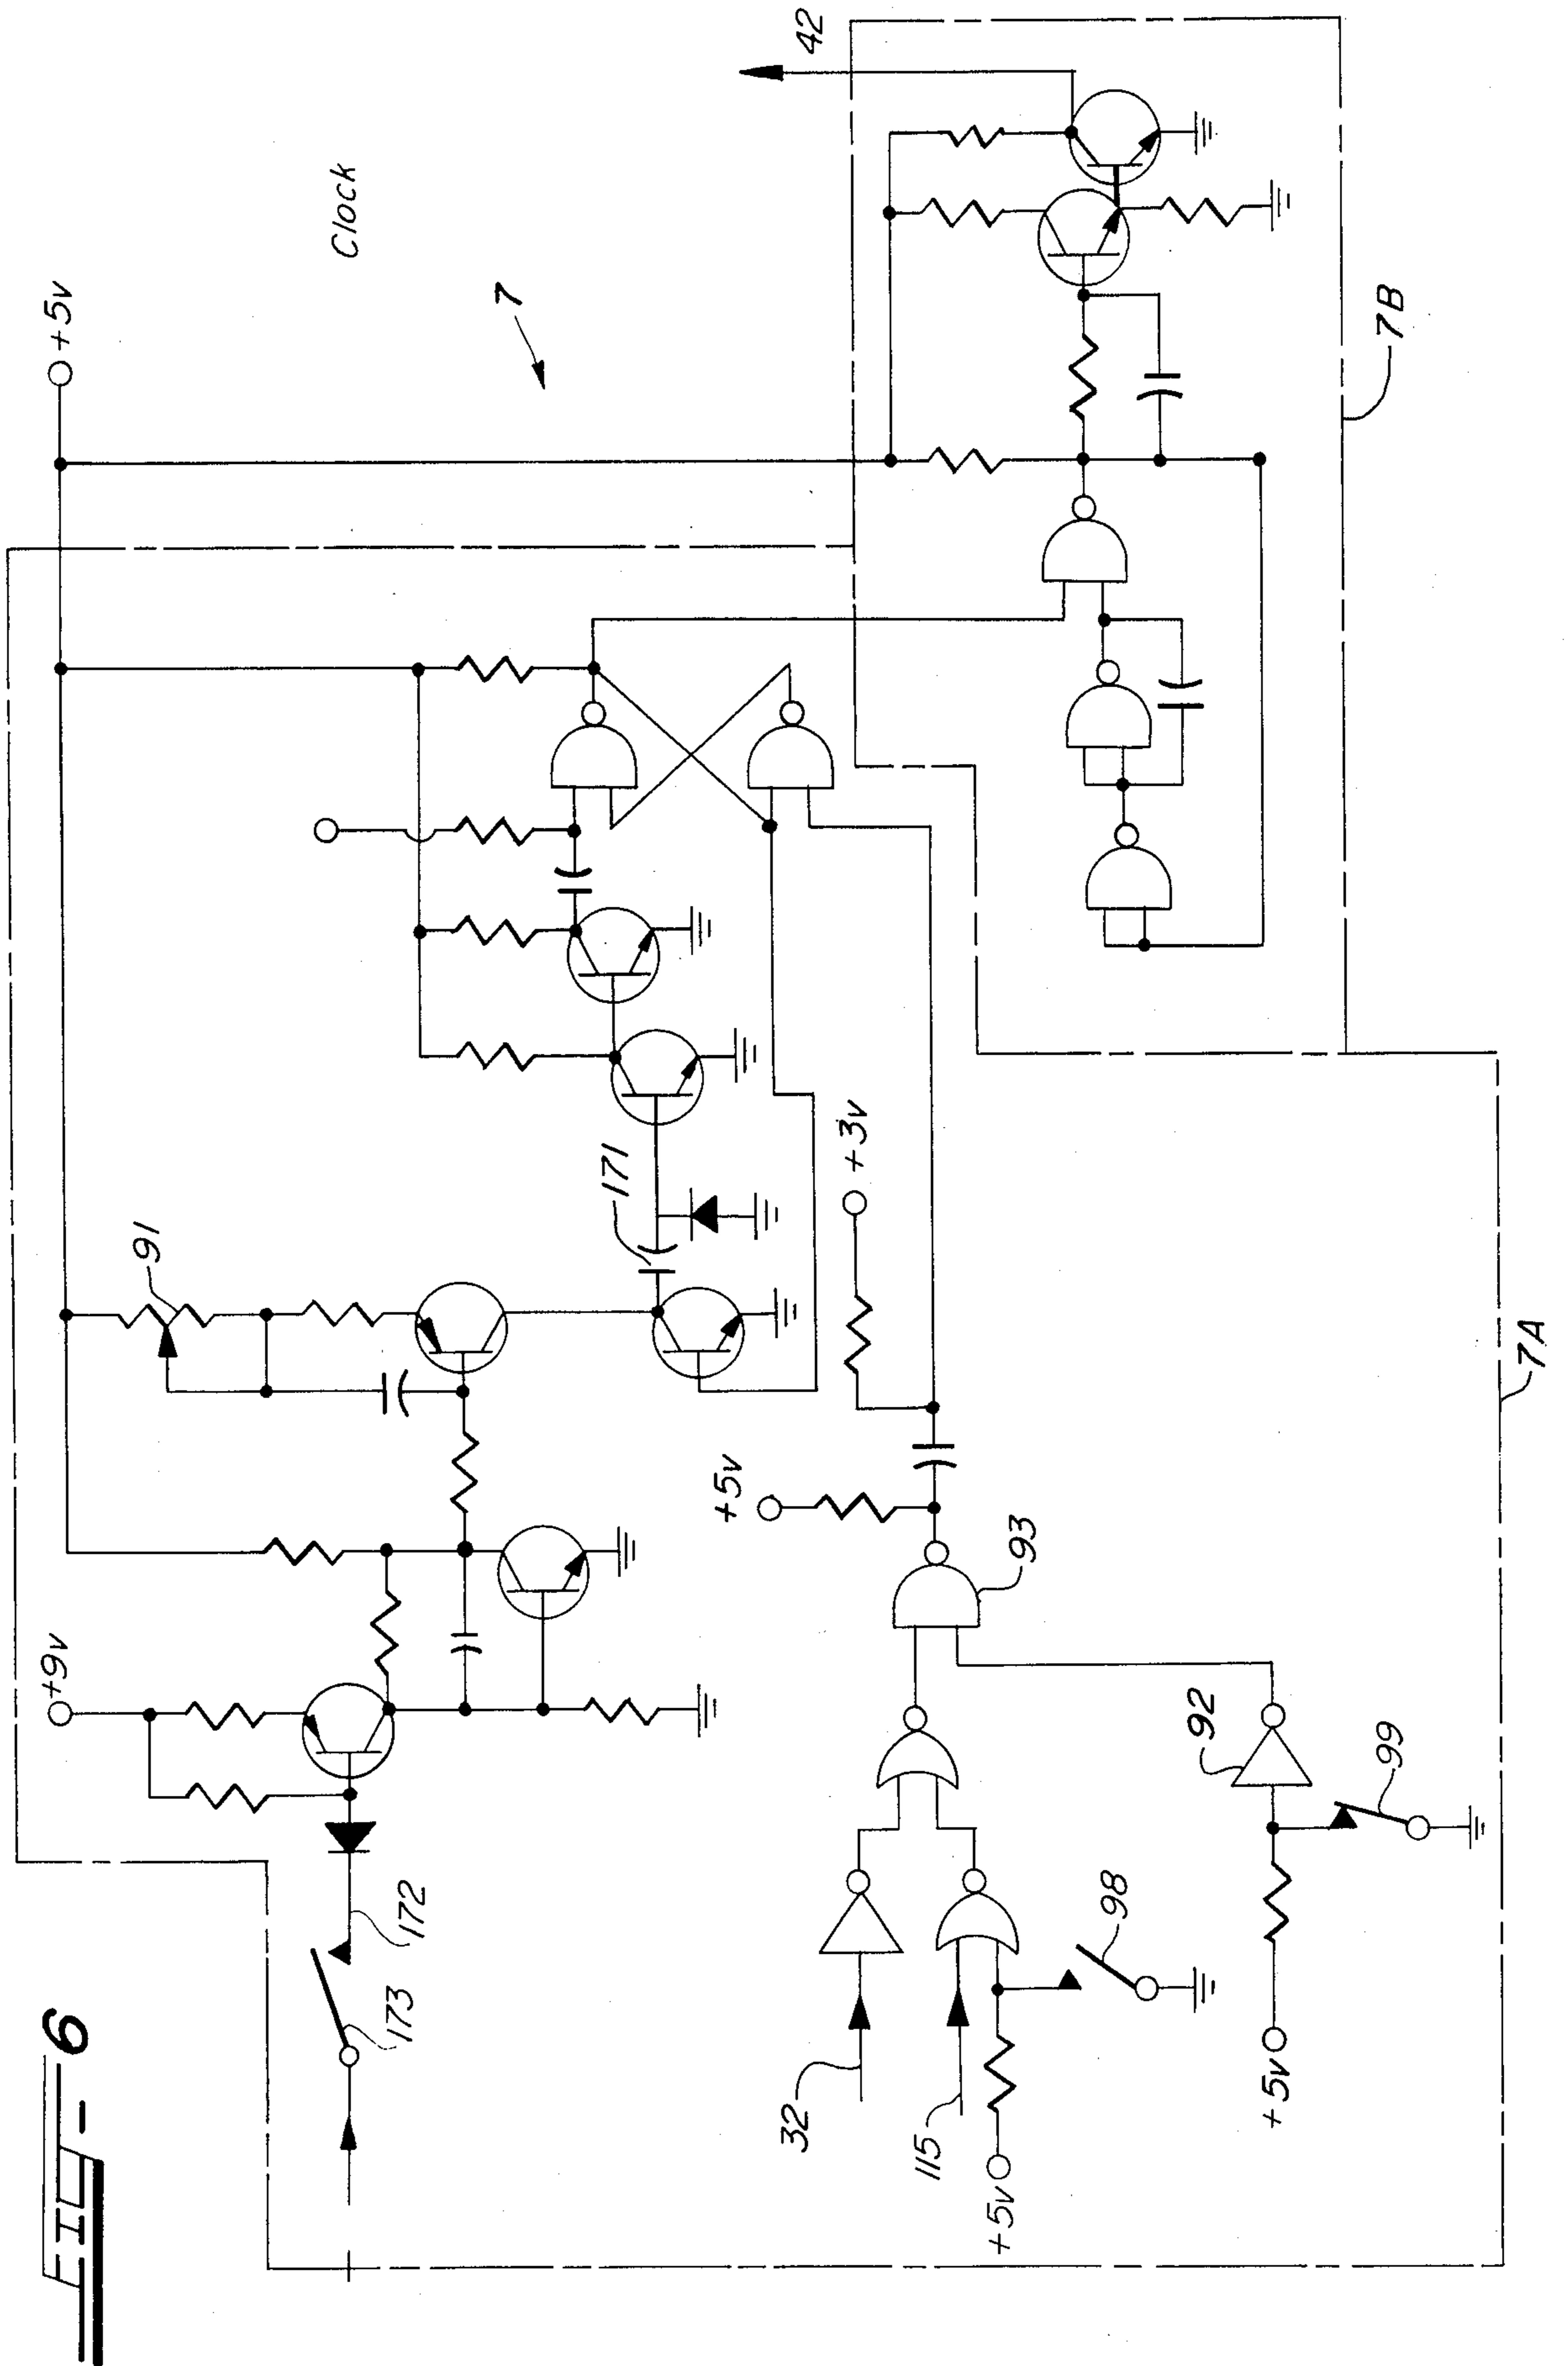 FIG-6
Clock
+5v
42
7
+9v
91
171
172
173
+3v
+5v
93
92
99
98
32
115
+5v
+5v
7A
7B